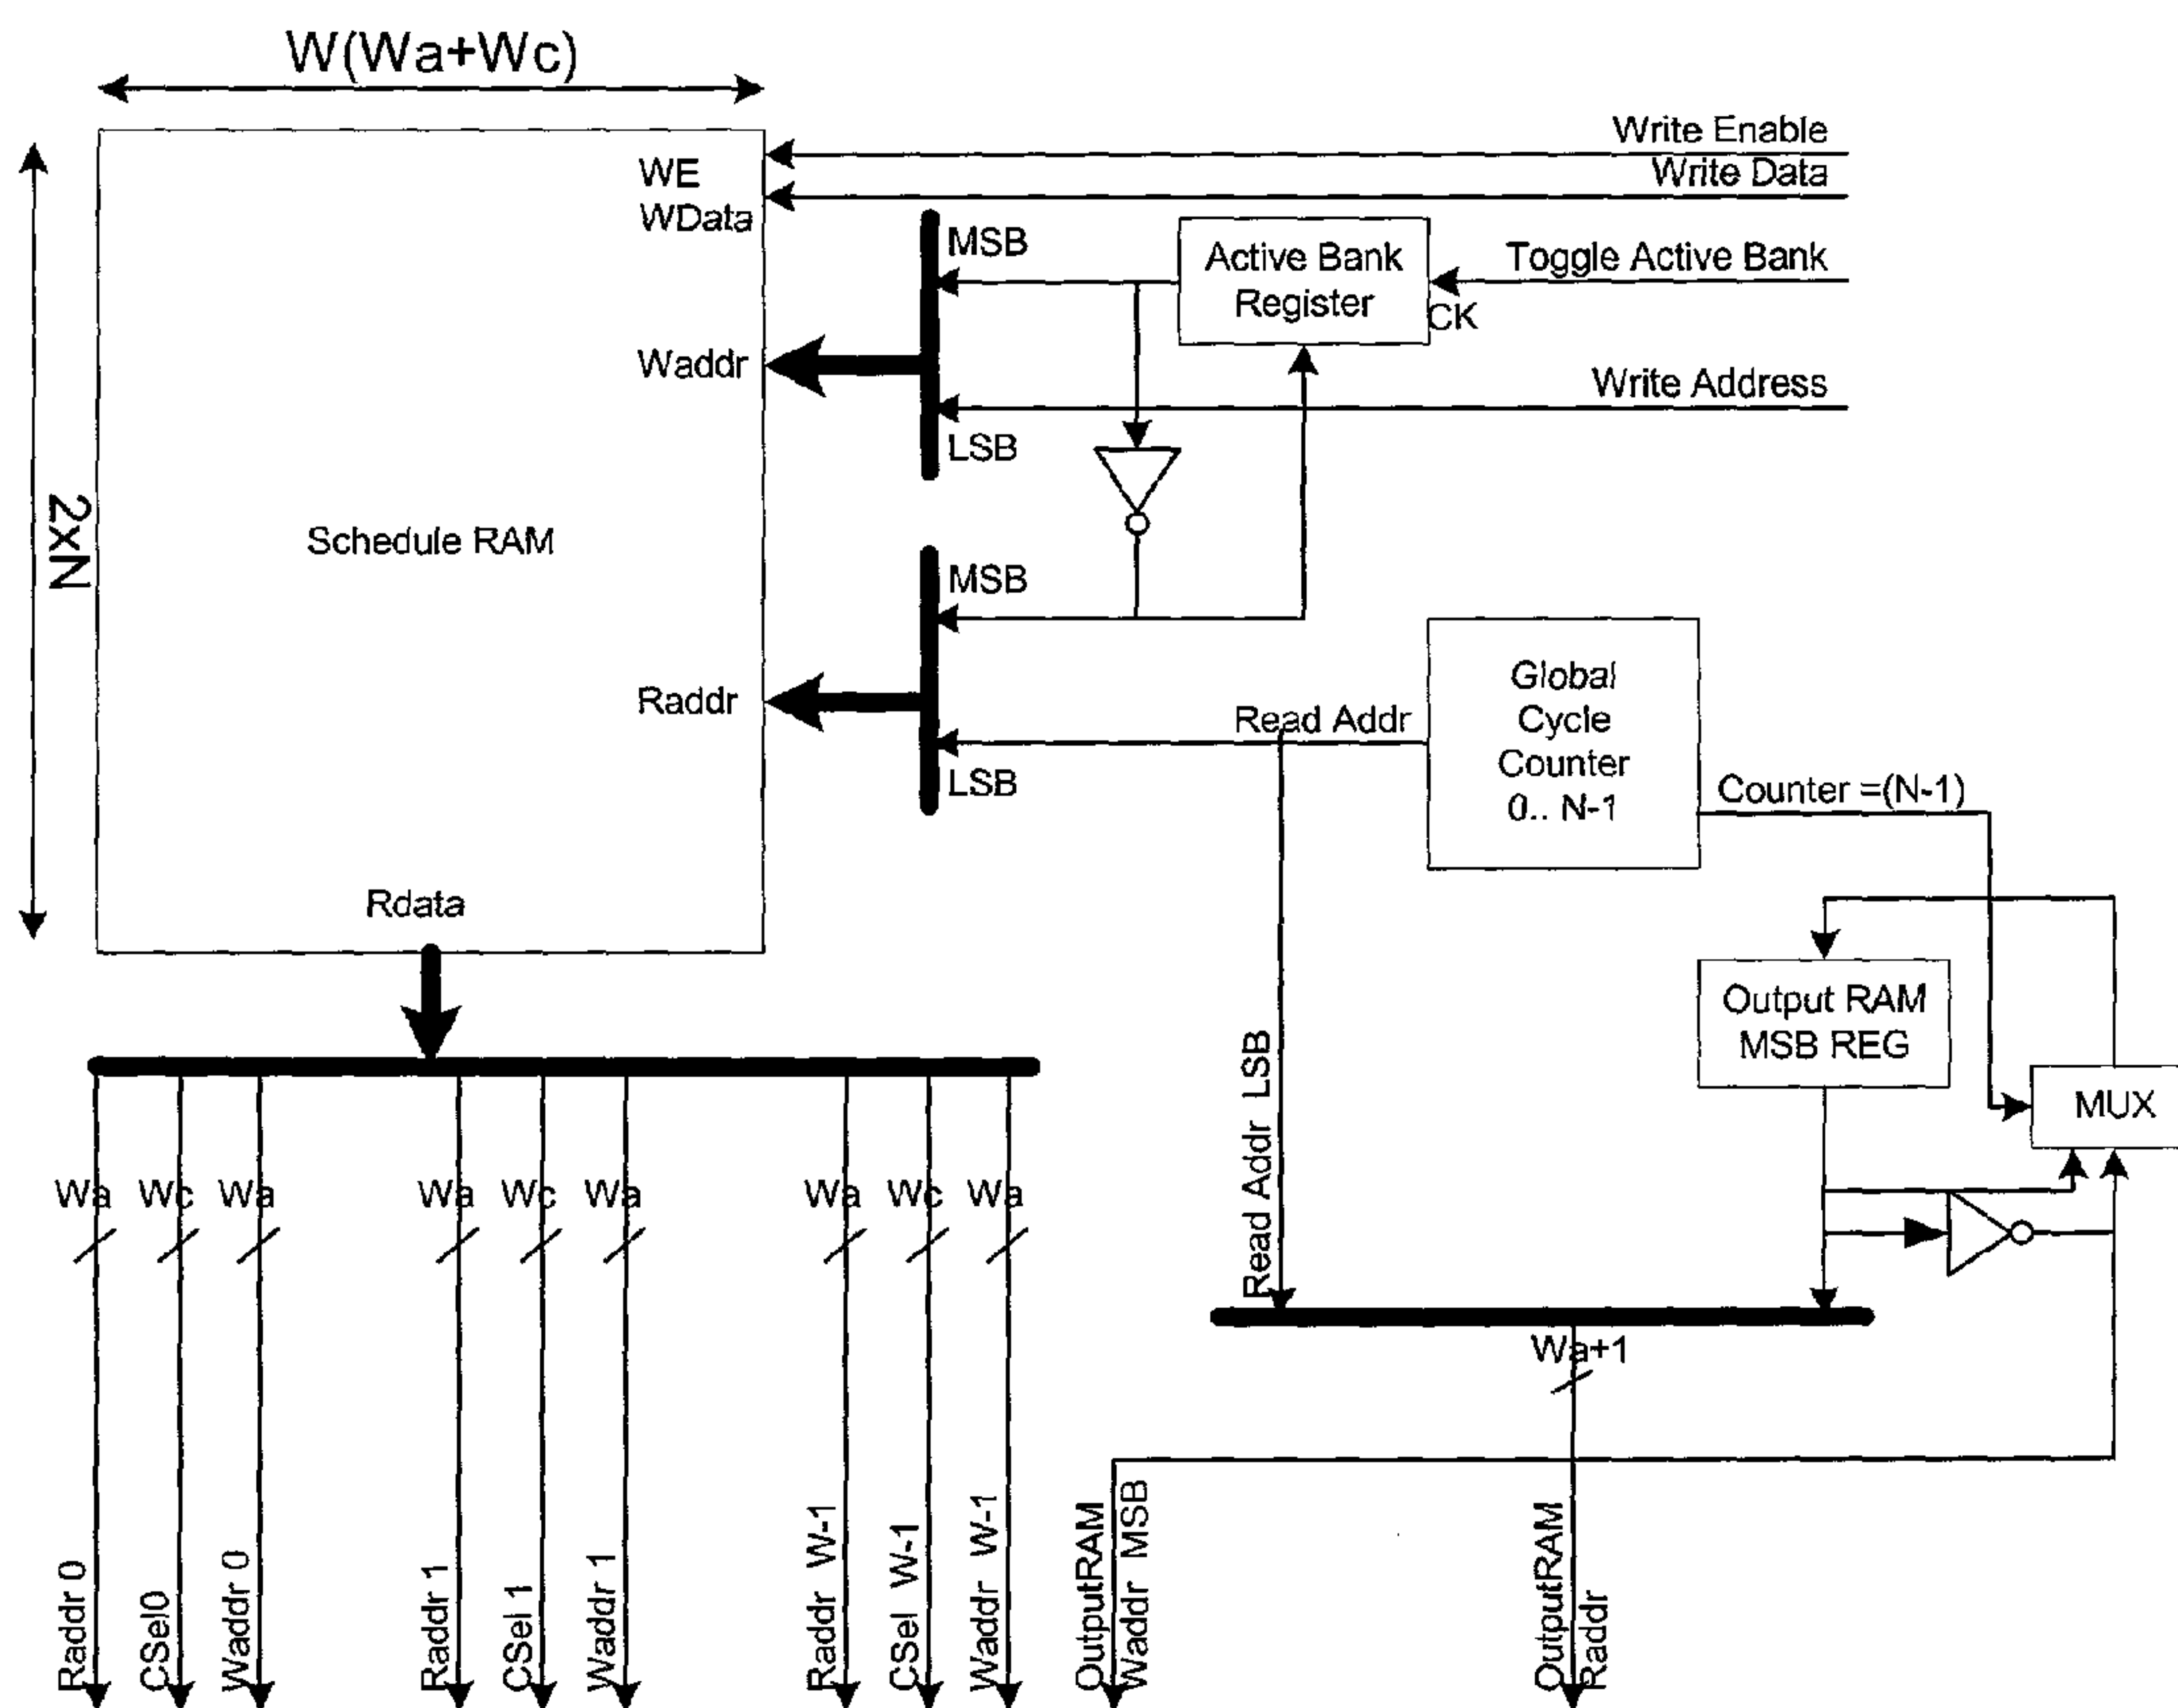 W(Wa+Wc)
Write Enable
WE
Write Data
WData
MSB
Active Bank
Register
Toggle Active Bank
CK
Waddr
Write Address
LSB
2xN
Schedule RAM
MSB
Raddr
Read Addr
LSB
Global
Cycle
Counter
0.. N-1
Counter =(N-1)
Rdata
Output RAM
MSB REG
MUX
Read Addr LSB
Wa Wc Wa Wa Wc Wa Wa Wc Wa
Wa+1
Raddr 0
CSel0
Waddr 0
Raddr 1
CSel 1
Waddr 1
Raddr W-1
CSel W-1
Waddr W-1
OutputRAM
Waddr MSB
OutputRAM
Raddr